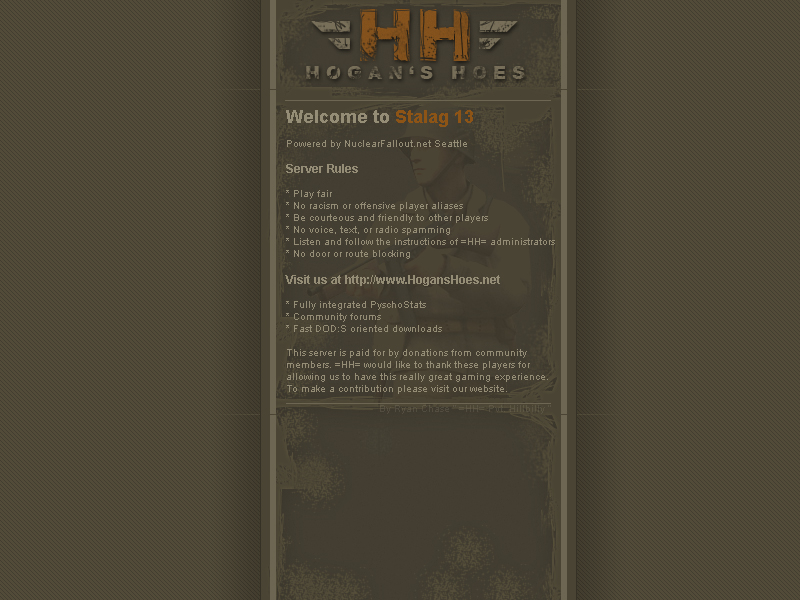 HH
HOGAN'S HOES
Welcome to Stalag 13
Powered by NuclearFallout.net Seattle
Server Rules
* Play fair
* No racism or offensive player aliases
* Be courteous and friendly to other players
* No voice, text, or radio spamming
* Listen and follow the instructions of =HH= administrators
* No door or route blocking
Visit us at http://www.HogansHoes.net
* Fully integrated PyschoStats
* Community forums
* Fast DOD:S oriented downloads
This server is paid for by donations from community
members. =HH= would like to thank these players for
allowing us to have this really great gaming experience.
To make a contribution please visit our website.
By Ryan Chase =HH= Pvt. Hillbilly